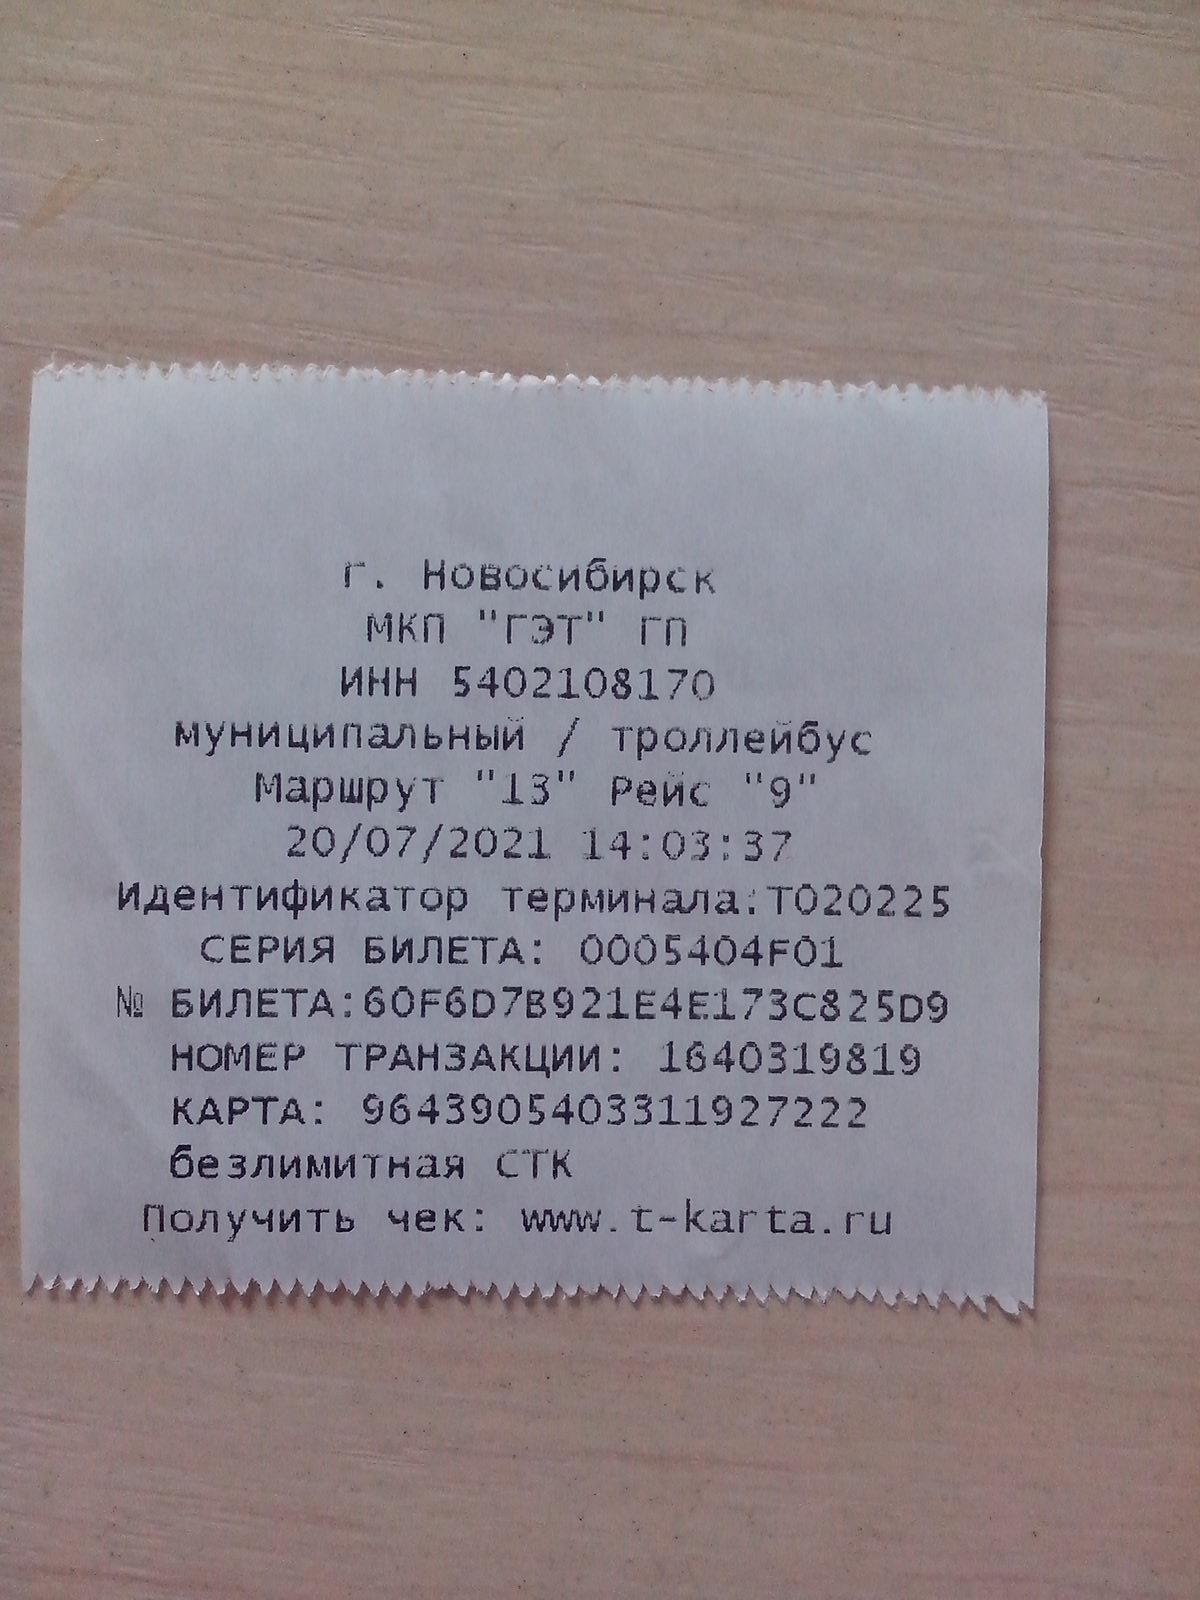 г. Новосибирск
МКП "ГЭТ" ГП
ИНН 5402108170
муниципальный / троллейбус
Маршрут "13" Рейс "9"
20/07/2021 14:03:37
Идентификатор терминала:T020225
СЕРИЯ БИЛЕТА: 0005404F01
№ БИЛЕТА:60F6D7B921E4E173C825D9
НОМЕР ТРАНЗАКЦИИ: 1640319819
КАРТА: 9643905403311927222
безлимитная СТК
Получить чек: www.t-karta.ru